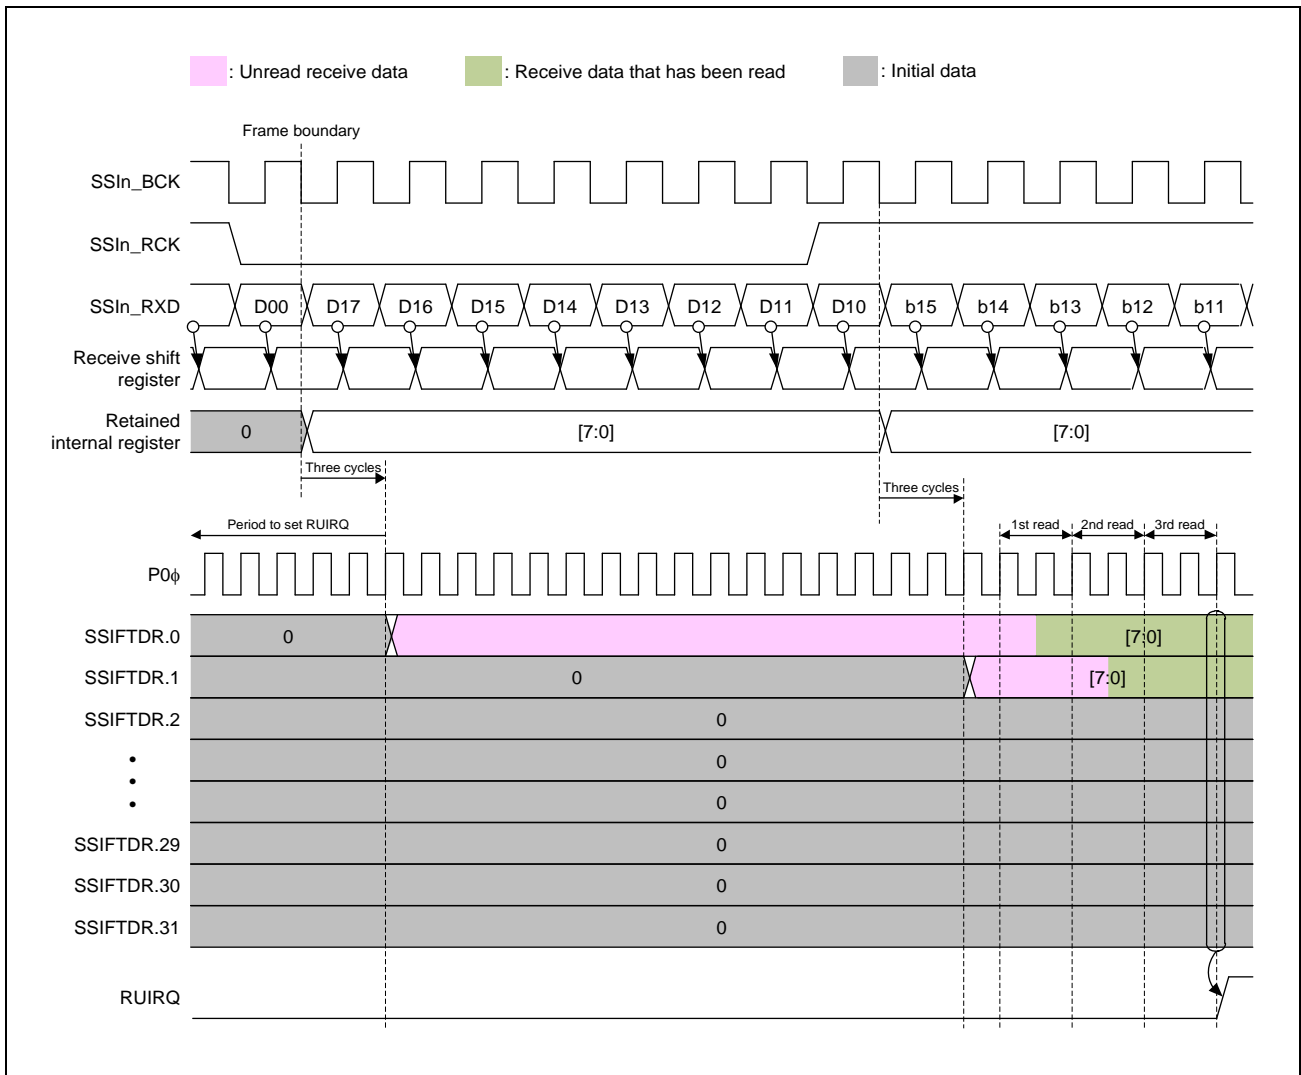 : Unread receive data : Receive data that has been read : Initial data
Frame boundary
SSIn_BCK
SSIn_RCK
SSIn_RXD D00 D17 D16 D15 D14 D13 D12 D11 D10 b15 b14 b13 b12 b11
Receive shift
register
Retained
internal register 0 [7:0] [7:0]
Three cycles
Three cycles
Period to set RUIRQ 1st read 2nd read 3rd read
P0ϕ
SSIFTDR.0 0 [7:0]
SSIFTDR.1 0 [7:0]
SSIFTDR.2 0
0
0
SSIFTDR.29 0
SSIFTDR.30 0
SSIFTDR.31 0
RUIRQ